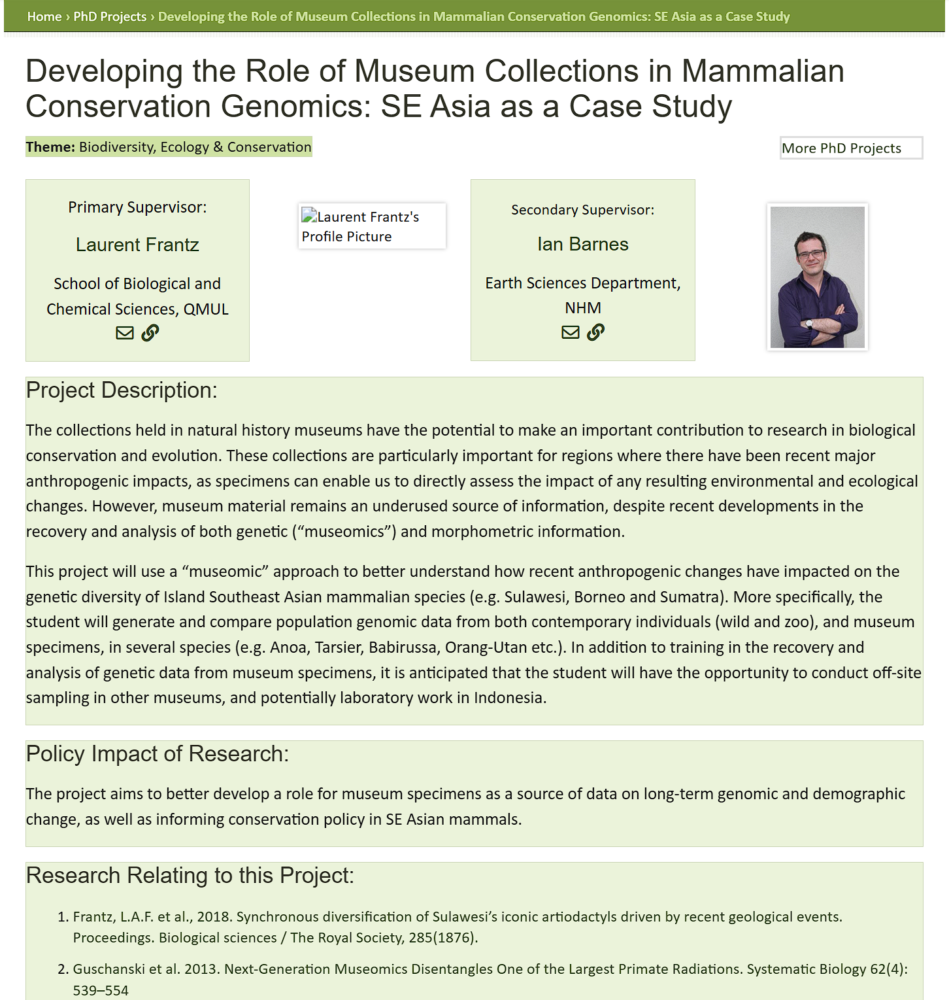 Home › PhD Projects › Developing the Role of Museum Collections in Mammalian Conservation Genomics: SE Asia as a Case Study
Developing the Role of Museum Collections in Mammalian
Conservation Genomics: SE Asia as a Case Study
Theme: Biodiversity, Ecology & Conservation
More PhD Projects
Primary Supervisor:
Laurent Frantz
School of Biological and
Chemical Sciences, QMUL
Laurent Frantz's
Profile Picture
Secondary Supervisor:
Ian Barnes
Earth Sciences Department,
NHM
Project Description:
The collections held in natural history museums have the potential to make an important contribution to research in biological
conservation and evolution. These collections are particularly important for regions where there have been recent major
anthropogenic impacts, as specimens can enable us to directly assess the impact of any resulting environmental and ecological
changes. However, museum material remains an underused source of information, despite recent developments in the
recovery and analysis of both genetic (“museomics”) and morphometric information.
This project will use a “museomic” approach to better understand how recent anthropogenic changes have impacted on the
genetic diversity of Island Southeast Asian mammalian species (e.g. Sulawesi, Borneo and Sumatra). More specifically, the
student will generate and compare population genomic data from both contemporary individuals (wild and zoo), and museum
specimens, in several species (e.g. Anoa, Tarsier, Babirussa, Orang-Utan etc.). In addition to training in the recovery and
analysis of genetic data from museum specimens, it is anticipated that the student will have the opportunity to conduct off-site
sampling in other museums, and potentially laboratory work in Indonesia.
Policy Impact of Research:
The project aims to better develop a role for museum specimens as a source of data on long-term genomic and demographic
change, as well as informing conservation policy in SE Asian mammals.
Research Relating to this Project:
1. Frantz, L.A.F. et al., 2018. Synchronous diversification of Sulawesi’s iconic artiodactyls driven by recent geological events.
Proceedings. Biological sciences / The Royal Society, 285(1876).
2. Guschanski et al. 2013. Next-Generation Museomics Disentangles One of the Largest Primate Radiations. Systematic Biology 62(4):
539–554